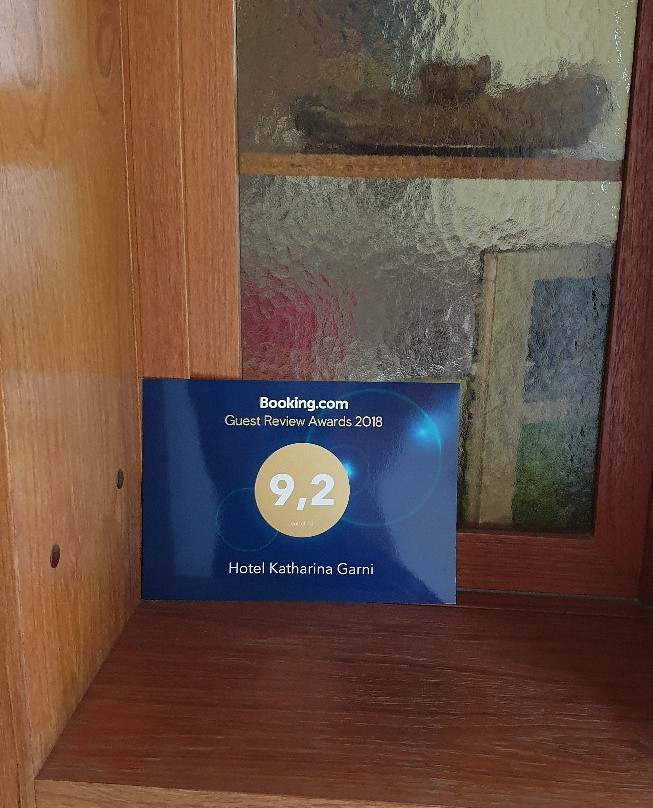 Booking.com
Guest Review Awards 2018
9,2
out of 10
Hotel Katharina Garni